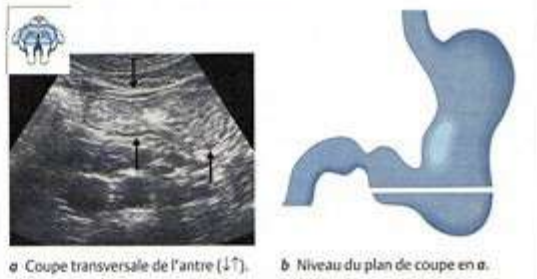 a Coupe transversale de l'antre (↓↑).
b Niveau du plan de coupe en a.